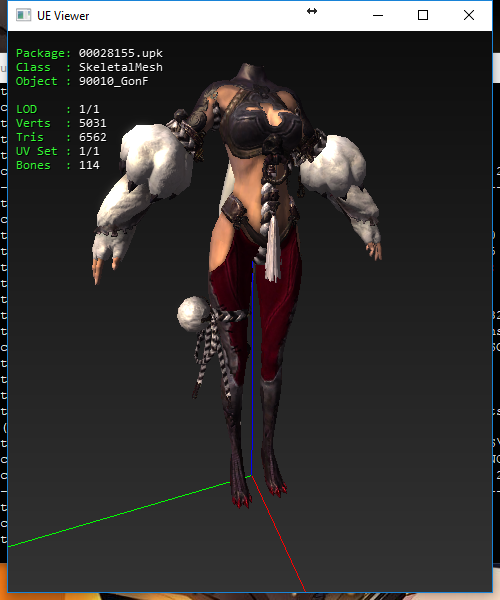 UE Viewer
Package: 00028155.upk
Class : SkeletalMesh
Object : 90010_GonF
LOD : 1/1
Verts : 5031
Tris : 6562
UV Set : 1/1
Bones : 114